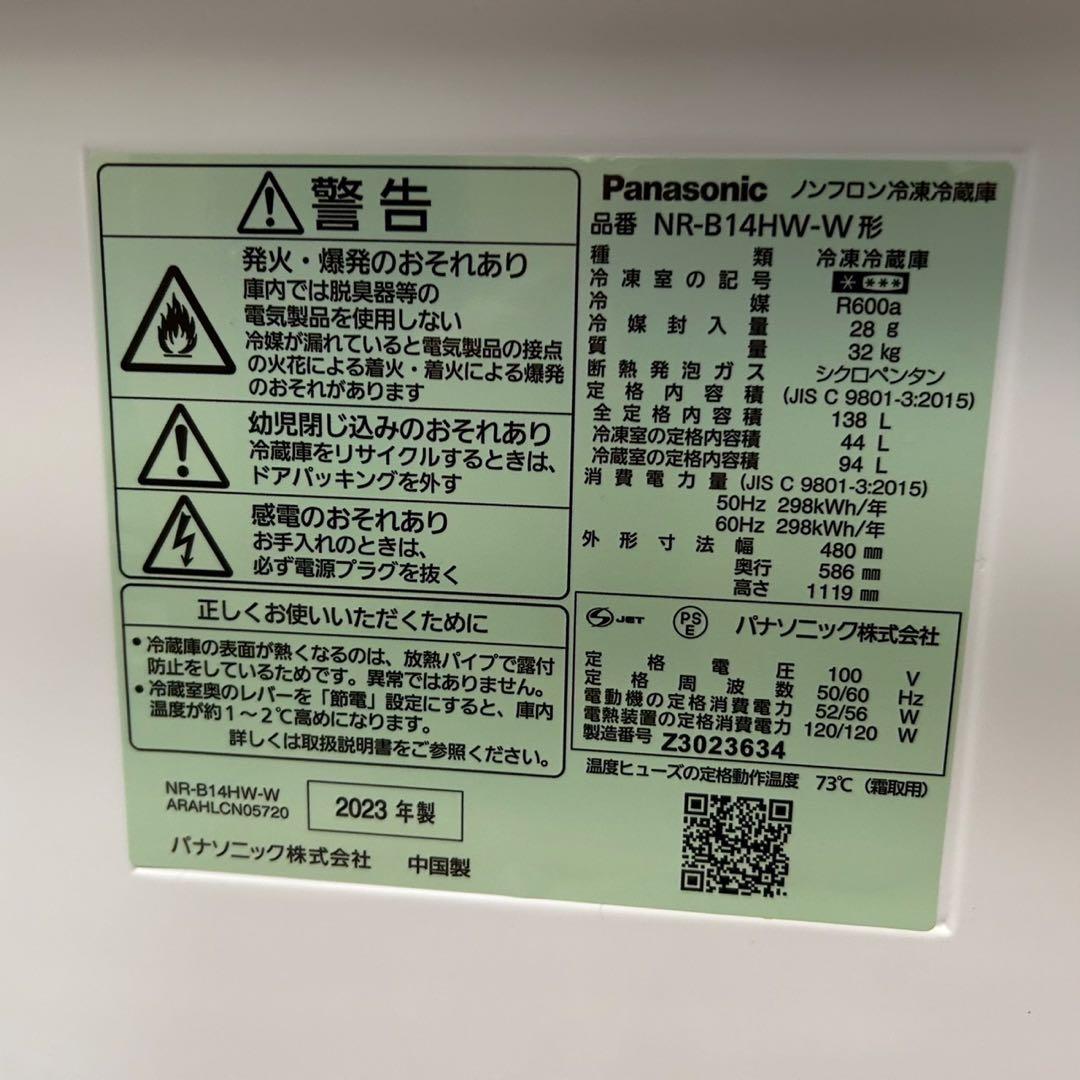 警告
発火・爆発のおそれあり
庫内では脱臭器等の
電気製品を使用しない
冷媒が漏れていると電気製品の接点
の火花による着火・着火による爆発
のおそれがあります
幼児閉じ込みのおそれあり
冷蔵庫をリサイクルするときは、
ドアパッキングを外す
感電のおそれあり
お手入れのときは、
必ず電源プラグを抜く
正しくお使いいただくために
• 冷蔵庫の表面が熱くなるのは、放熱パイプで露付
防止をしているためです。異常ではありません。
• 冷蔵室奥のレバーを「節電」設定にすると、庫内
温度が約1〜2℃高めになります。
詳しくは取扱説明書をご参照ください。
NR-B14HW-W
ARAHLCN05720
2023 年製
パナソニック株式会社 中国製
Panasonic ノンフロン冷凍冷蔵庫
品番 NR-B14HW-W 形
種類 冷凍冷蔵庫
冷凍室の記号 * ***
冷媒 R600a
冷媒封入量 28 g
質量 32 kg
断熱発泡ガス シクロペンタン
定格内容積 (JIS C 9801-3:2015)
全定格内容積 138 L
冷凍室の定格内容積 44 L
冷蔵室の定格内容積 94 L
消費電力量 (JIS C 9801-3:2015)
50Hz 298kWh/年
60Hz 298kWh/年
外形寸法 幅 480 mm
奥行 586 mm
高さ 1119 mm
S JET PS E パナソニック株式会社
定格電圧 100 V
定格周波数 50/60 Hz
電動機の定格消費電力 52/56 W
電熱装置の定格消費電力 120/120 W
製造番号 Z3023634
温度ヒューズの定格動作温度 73℃ (霜取用)